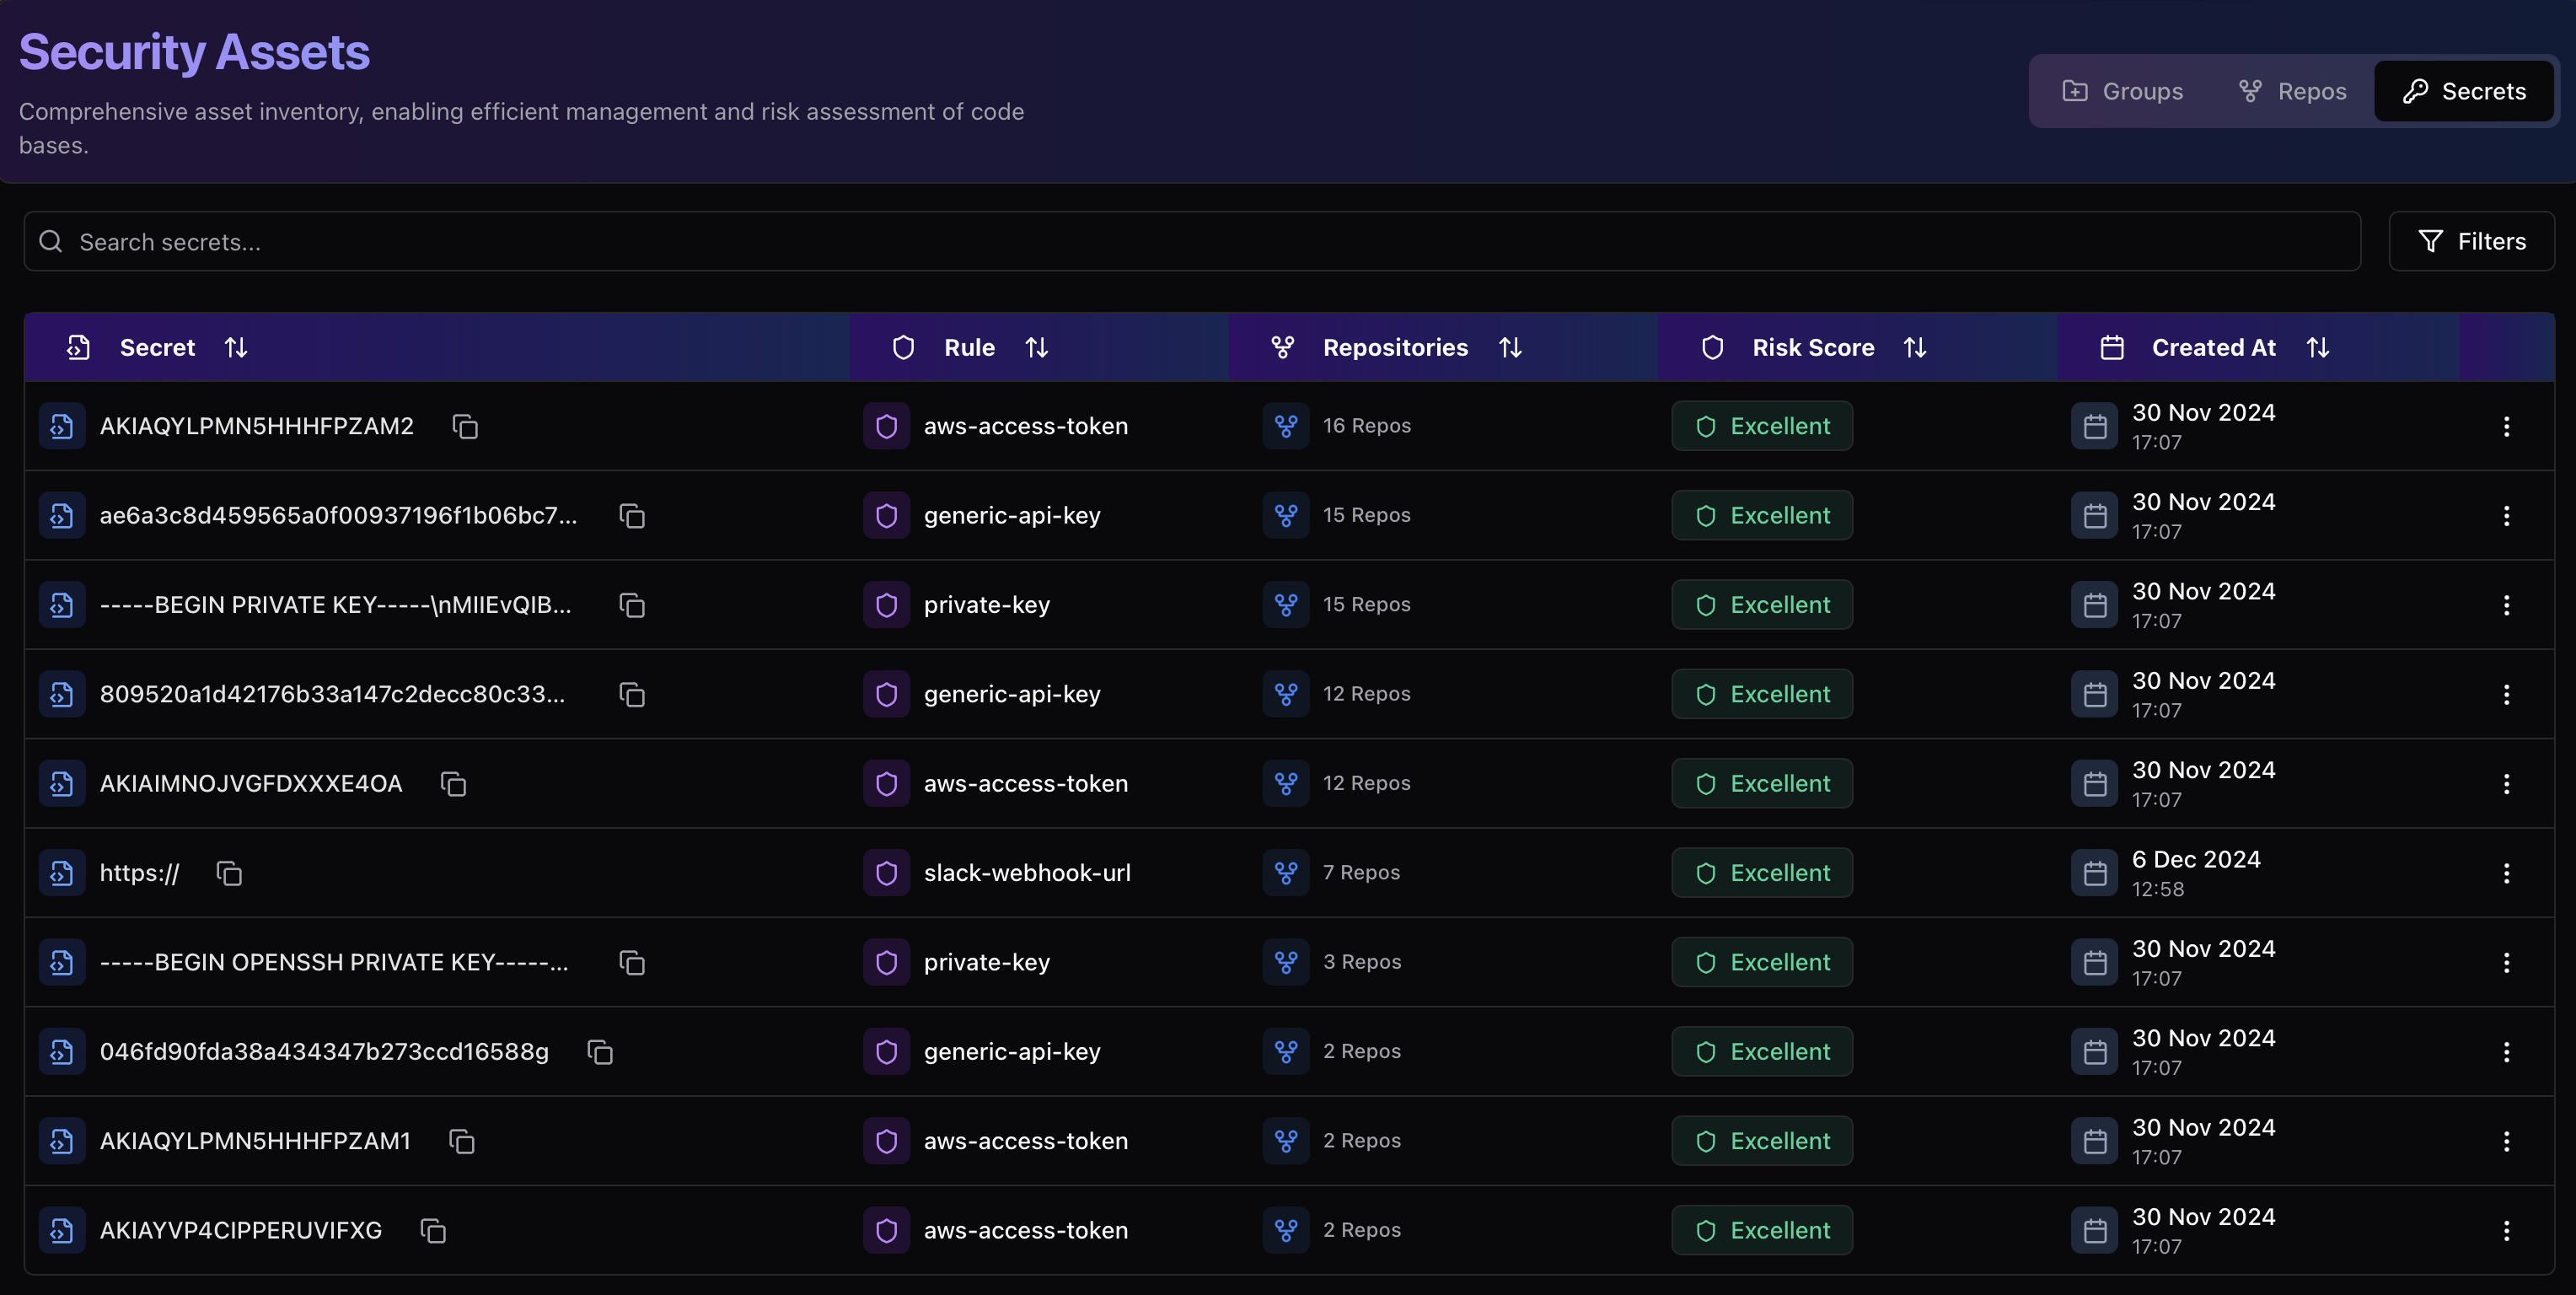 Security Assets
Comprehensive asset inventory, enabling efficient management and risk assessment of code
bases.
Groups Repos Secrets
Search secrets...
Filters
Secret Rule Repositories Risk Score Created At
AKIAQYLPMN5HHHFPZAM2 aws-access-token 16 Repos Excellent 30 Nov 2024
17:07
ae6a3c8d459565a0f00937196f1b06bc7... generic-api-key 15 Repos Excellent 30 Nov 2024
17:07
-----BEGIN PRIVATE KEY-----\nMIIEvQIB... private-key 15 Repos Excellent 30 Nov 2024
17:07
809520a1d42176b33a147c2decc80c33... generic-api-key 12 Repos Excellent 30 Nov 2024
17:07
AKIAIMNOJVGFDXXXE4OA aws-access-token 12 Repos Excellent 30 Nov 2024
17:07
https:// slack-webhook-url 7 Repos Excellent 6 Dec 2024
12:58
-----BEGIN OPENSSH PRIVATE KEY-----... private-key 3 Repos Excellent 30 Nov 2024
17:07
046fd90fda38a434347b273ccd16588g generic-api-key 2 Repos Excellent 30 Nov 2024
17:07
AKIAQYLPMN5HHHFPZAM1 aws-access-token 2 Repos Excellent 30 Nov 2024
17:07
AKIAYVP4CIPPERUVIFXG aws-access-token 2 Repos Excellent 30 Nov 2024
17:07